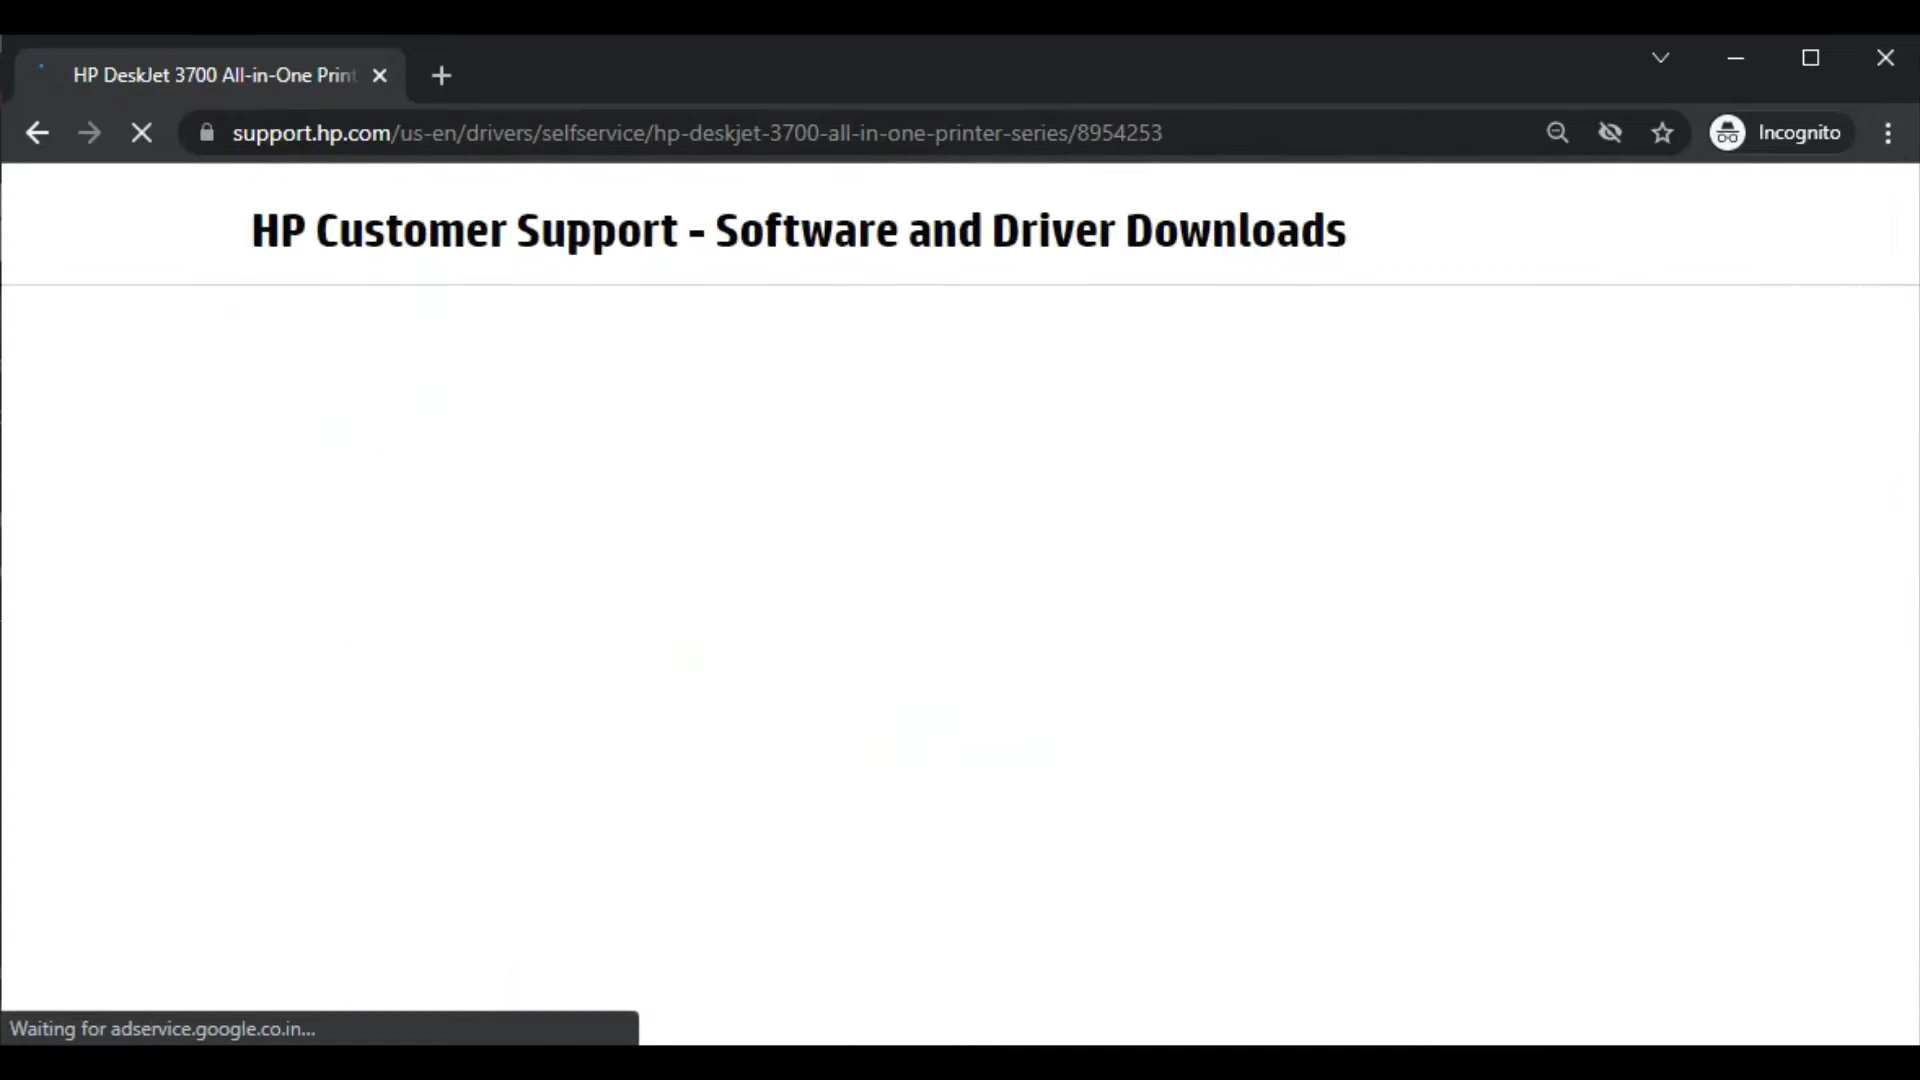 HP DeskJet 3700 All-in-One Print
support.hp.com/us-en/drivers/selfservice/hp-deskjet-3700-all-in-one-printer-series/8954253
Incognito
HP Customer Support - Software and Driver Downloads
Waiting for adservice.google.co.in...